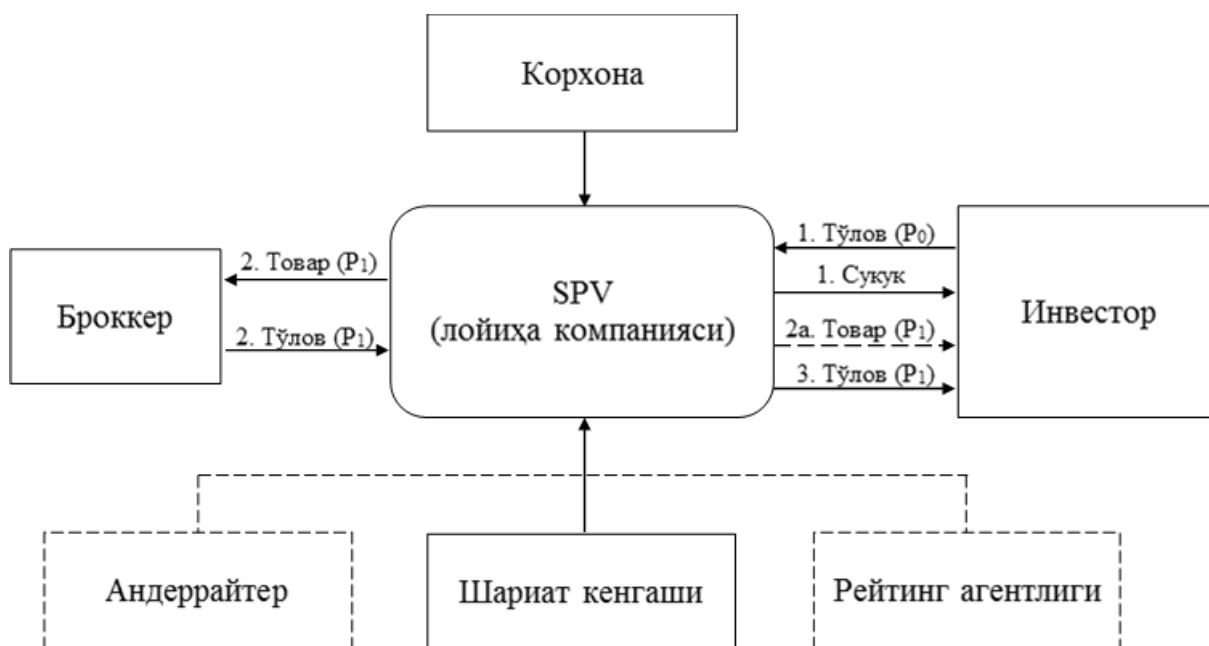 Корхона
1. Тўлов (P₀)
2. Товар (P₁)
1. Сукук
Броккер
SPV
(лойиҳа компанияси)
Инвестор
2а. Товар (P₁)
2. Тўлов (P₁)
3. Тўлов (P₁)
Андеррайтер
Шариат кенгаши
Рейтинг агентлиги